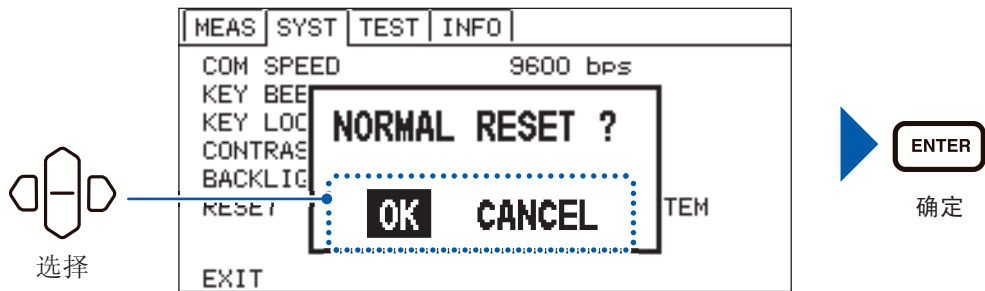 MEAS SYST TEST INFO
COM SPEED 9600 bps
KEY BEE
KEY LOC
CONTRAS
BACKLIG
RESET TEM
EXIT
NORMAL RESET ?
OK CANCEL
选择
ENTER
确定